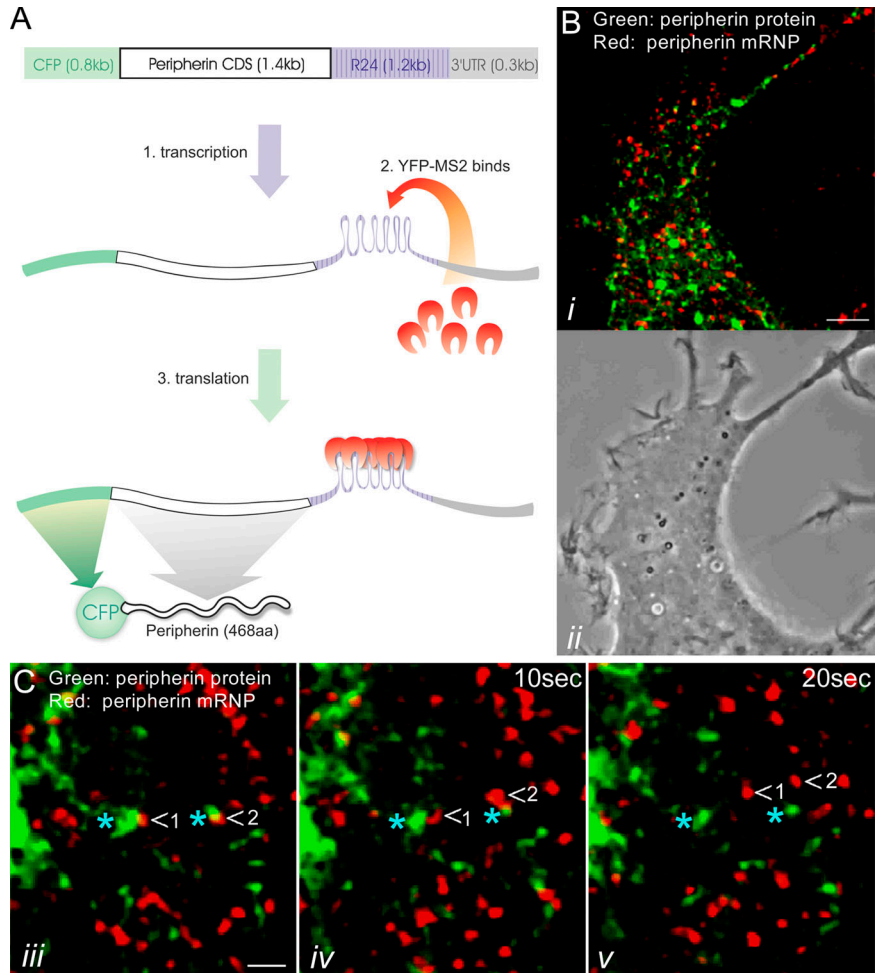 A
CFP (0.8kb) Peripherin CDS (1.4kb) R24 (1.2kb) 3'UTR (0.3kb)
1. transcription
2. YFP-MS2 binds
3. translation
CFP
Peripherin (468aa)
B Green: peripherin protein
Red: peripherin mRNP
i
ii
C Green: peripherin protein
Red: peripherin mRNP
10sec
20sec
* <1 * <2
* <1 * <2
* <1 * <2
iii
iv
v